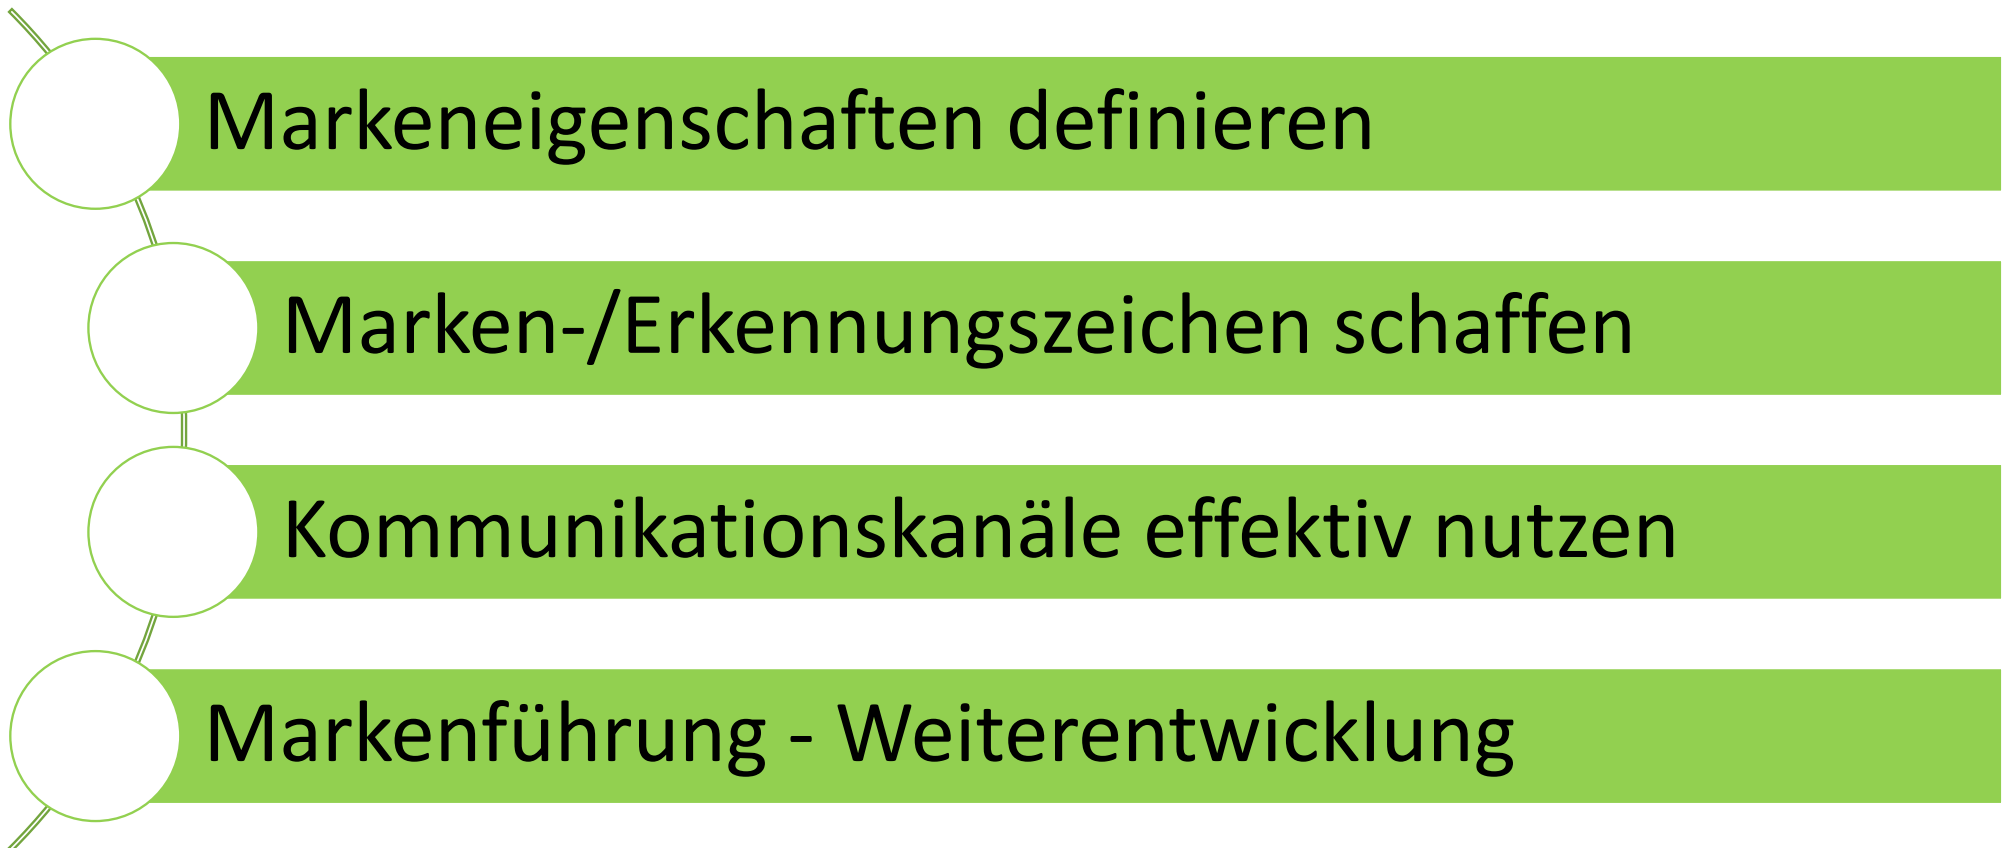 Markeneigenschaften definieren
Marken-/Erkennungszeichen schaffen
Kommunikationskanäle effektiv nutzen
Markenführung - Weiterentwicklung